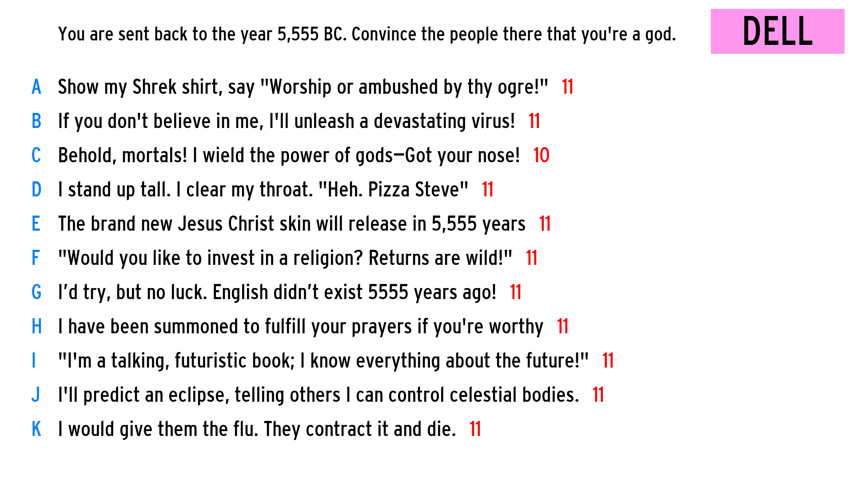 You are sent back to the year 5,555 BC. Convince the people there that you're a god.
DELL
A Show my Shrek shirt, say "Worship or ambushed by thy ogre!" 11
B If you don't believe in me, I'll unleash a devastating virus! 11
C Behold, mortals! I wield the power of gods—Got your nose! 10
D I stand up tall. I clear my throat. "Heh. Pizza Steve" 11
E The brand new Jesus Christ skin will release in 5,555 years 11
F "Would you like to invest in a religion? Returns are wild!" 11
G I’d try, but no luck. English didn’t exist 5555 years ago! 11
H I have been summoned to fulfill your prayers if you're worthy 11
I "I'm a talking, futuristic book; I know everything about the future!" 11
J I'll predict an eclipse, telling others I can control celestial bodies. 11
K I would give them the flu. They contract it and die. 11